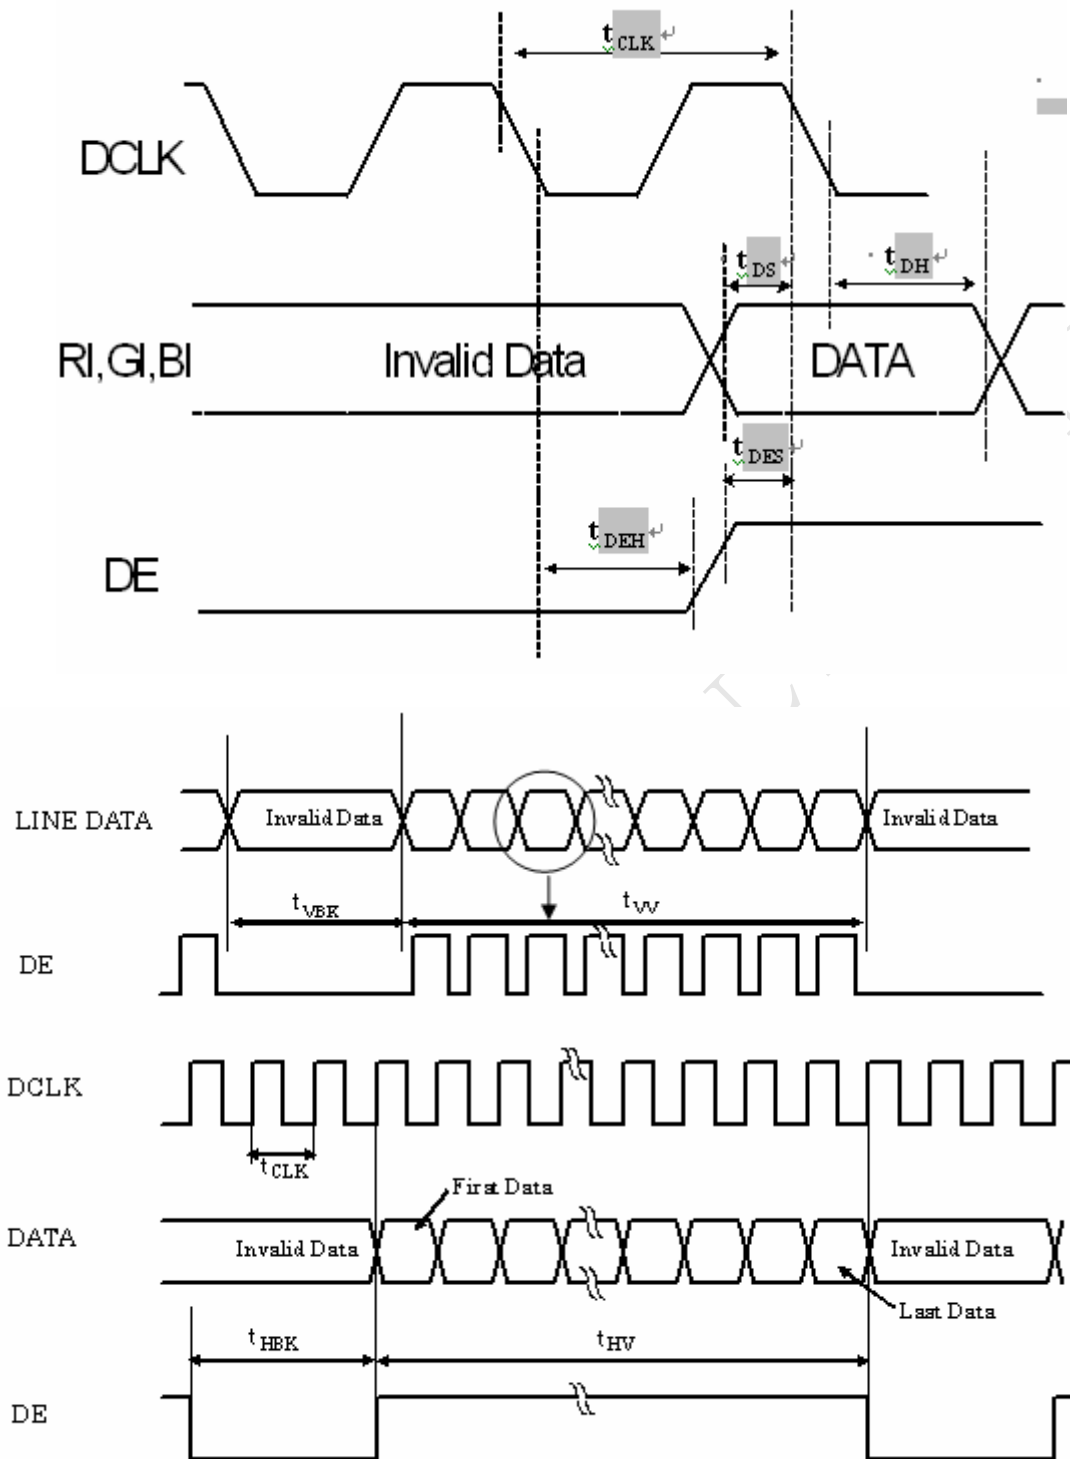 tCLK
DCLK
tDS
tDH
RI,GI,BI
Invalid Data
DATA
tDES
tDEH
DE
LINE DATA
Invalid Data
Invalid Data
tVBK
tVV
DE
DCLK
tCLK
First Data
DATA
Invalid Data
Invalid Data
Last Data
tHBK
tHV
DE